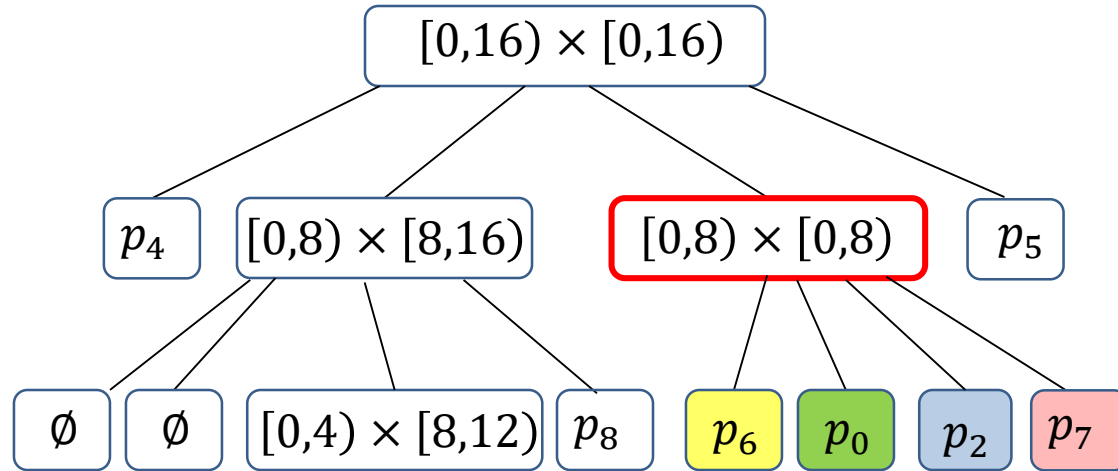 [0,16) × [0,16)
p₄ [0,8) × [8,16) [0,8) × [0,8) p₅
∅ ∅ [0,4) × [8,12) p₈ p₆ p₀ p₂ p₇